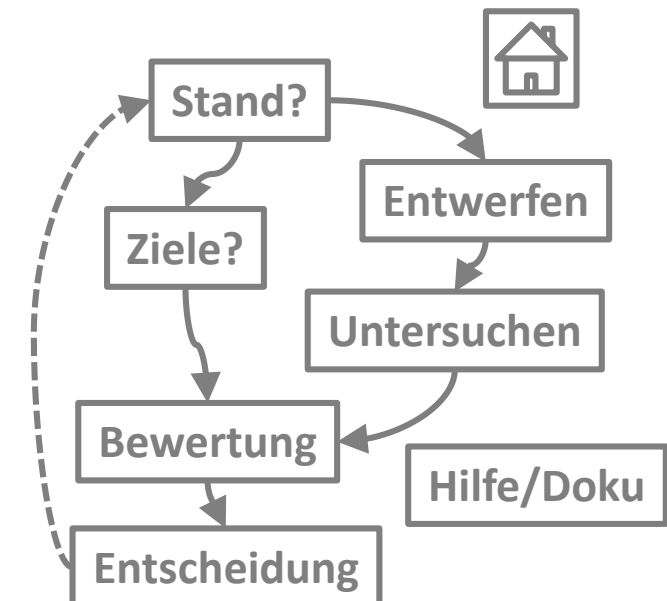 Stand?
Entwerfen
Ziele?
Untersuchen
Bewertung
Hilfe/Doku
Entscheidung